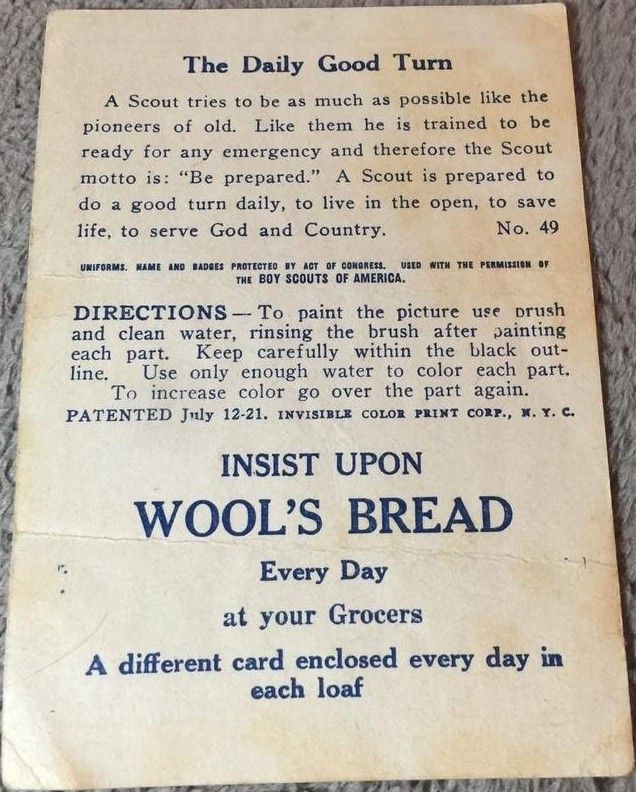 The Daily Good Turn
A Scout tries to be as much as possible like the
pioneers of old. Like them he is trained to be
ready for any emergency and therefore the Scout
motto is: "Be prepared." A Scout is prepared to
do a good turn daily, to live in the open, to save
life, to serve God and Country. No. 49
UNIFORMS, NAME AND BADGES PROTECTED BY ACT OF CONGRESS. USED WITH THE PERMISSION OF
THE BOY SCOUTS OF AMERICA.
DIRECTIONS — To paint the picture use brush
and clean water, rinsing the brush after painting
each part. Keep carefully within the black out-
line. Use only enough water to color each part.
To increase color go over the part again.
PATENTED July 12-21. INVISIBLE COLOR PRINT CORP., N. Y. C.
INSIST UPON
WOOL'S BREAD
Every Day
at your Grocers
A different card enclosed every day in
each loaf